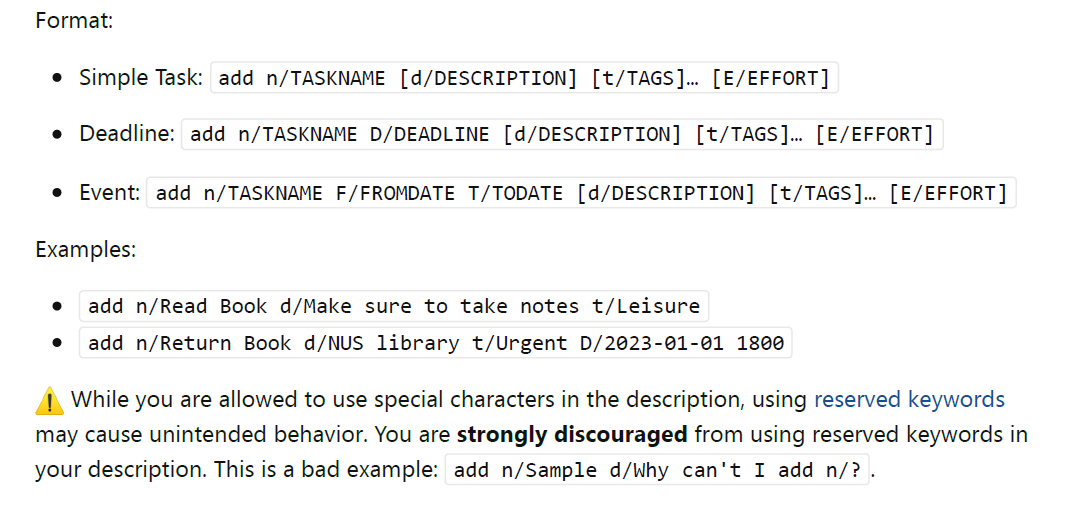 Format:
Simple Task: add n/TASKNAME [d/DESCRIPTION] [t/TAGS]… [E/EFFORT]
Deadline: add n/TASKNAME D/DEADLINE [d/DESCRIPTION] [t/TAGS]… [E/EFFORT]
Event: add n/TASKNAME F/FROMDATE T/TODATE [d/DESCRIPTION] [t/TAGS]… [E/EFFORT]
Examples:
add n/Read Book d/Make sure to take notes t/Leisure
add n/Return Book d/NUS library t/Urgent D/2023-01-01 1800
⚠️ While you are allowed to use special characters in the description, using reserved keywords
may cause unintended behavior. You are strongly discouraged from using reserved keywords in
your description. This is a bad example: add n/Sample d/Why can't I add n/?.